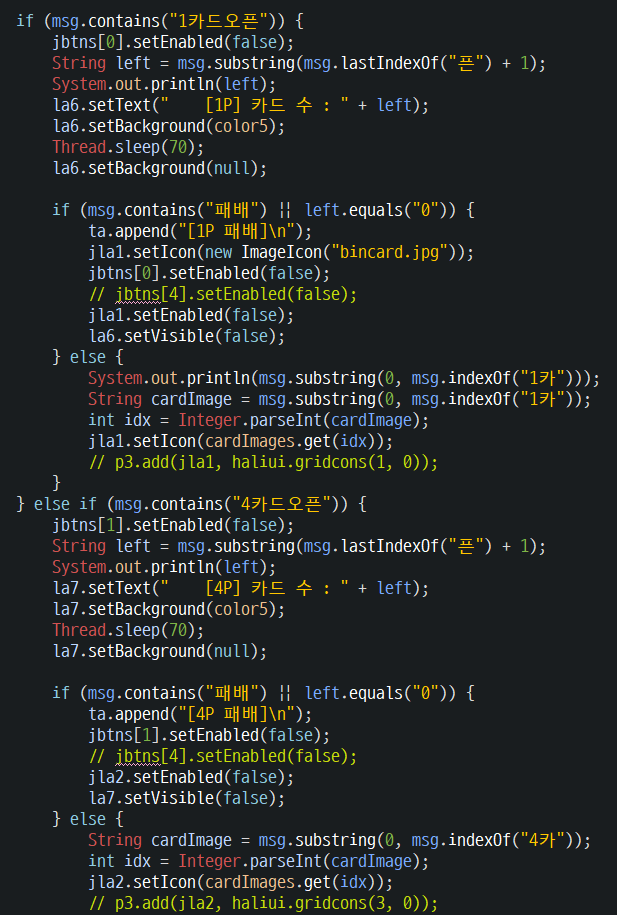 if (msg.contains("1카드오픈")) {
    jbtns[0].setEnabled(false);
    String left = msg.substring(msg.lastIndexOf("픈") + 1);
    System.out.println(left);
    la6.setText("    [1P] 카드 수 : " + left);
    la6.setBackground(color5);
    Thread.sleep(70);
    la6.setBackground(null);

    if (msg.contains("패배") || left.equals("0")) {
        ta.append("[1P 패배]\n");
        jla1.setIcon(new ImageIcon("bincard.jpg"));
        jbtns[0].setEnabled(false);
        // jbtns[4].setEnabled(false);
        jla1.setEnabled(false);
        la6.setVisible(false);
    } else {
        System.out.println(msg.substring(0, msg.indexOf("1카")));
        String cardImage = msg.substring(0, msg.indexOf("1카"));
        int idx = Integer.parseInt(cardImage);
        jla1.setIcon(cardImages.get(idx));
        // p3.add(jla1, haliui.gridcons(1, 0));
    }
} else if (msg.contains("4카드오픈")) {
    jbtns[1].setEnabled(false);
    String left = msg.substring(msg.lastIndexOf("픈") + 1);
    System.out.println(left);
    la7.setText("    [4P] 카드 수 : " + left);
    la7.setBackground(color5);
    Thread.sleep(70);
    la7.setBackground(null);

    if (msg.contains("패배") || left.equals("0")) {
        ta.append("[4P 패배]\n");
        jbtns[1].setEnabled(false);
        // jbtns[4].setEnabled(false);
        jla2.setEnabled(false);
        la7.setVisible(false);
    } else {
        String cardImage = msg.substring(0, msg.indexOf("4카"));
        int idx = Integer.parseInt(cardImage);
        jla2.setIcon(cardImages.get(idx));
        // p3.add(jla2, haliui.gridcons(3, 0));